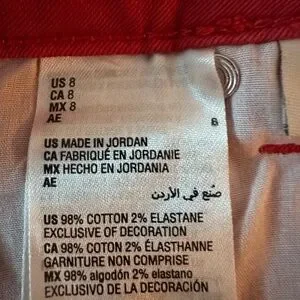 US 8
CA 8
MX 8
AE
8
US MADE IN JORDAN
CA FABRIQUÉ EN JORDANIE
MX HECHO EN JORDANIA
AE
صُنع في الأردن
US 98% COTTON 2% ELASTANE
EXCLUSIVE OF DECORATION
CA 98% COTON 2% ÉLASTHANNE
GARNITURE NON COMPRISE
MX 98% algodón 2% elastano
EXCLUSIVO DE LA DECORACIÓN